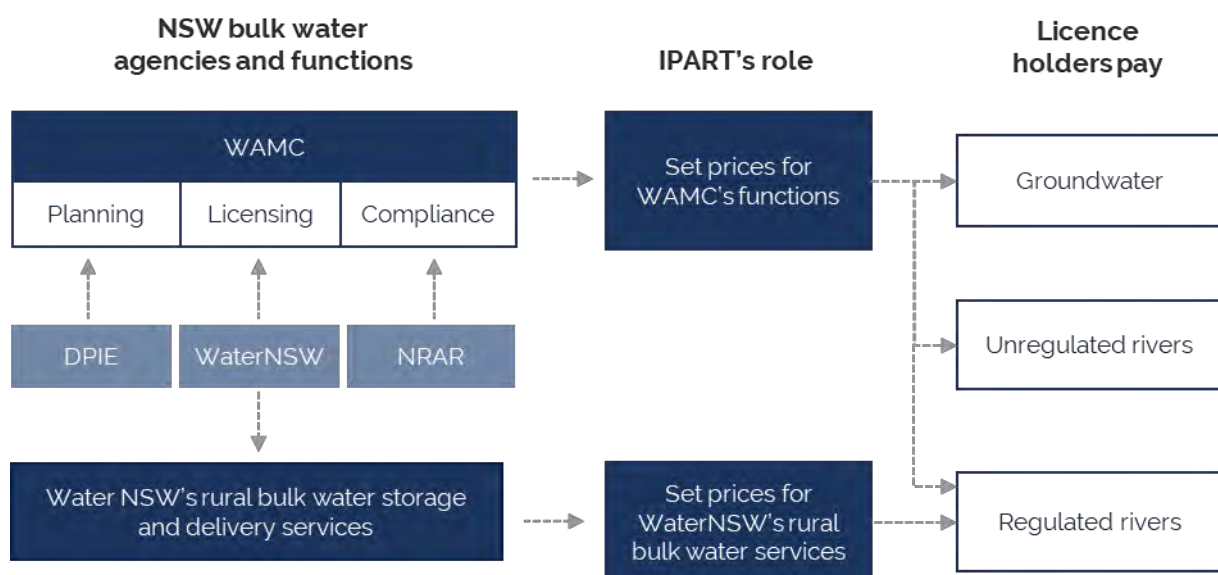 NSW bulk water
agencies and functions
IPART's role
Licence
holders pay
WAMC
Planning
Licensing
Compliance
Set prices for
WAMC's functions
Groundwater
DPIE
WaterNSW
NRAR
Unregulated rivers
Water NSW's rural bulk water storage
and delivery services
Set prices for
WaterNSW's rural
bulk water services
Regulated rivers